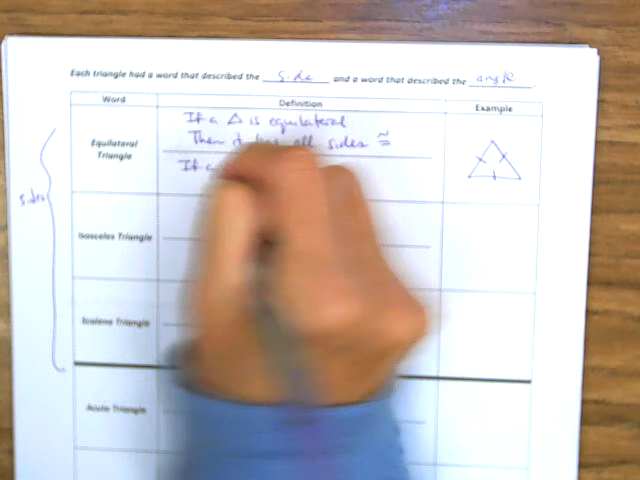 Each triangle had a word that described the side and a word that described the angle
Word Definition Example
Equilateral Triangle
If a △ is equilateral
Then it has all sides ≅
If a
sides
Isosceles Triangle
Scalene Triangle
Acute Triangle